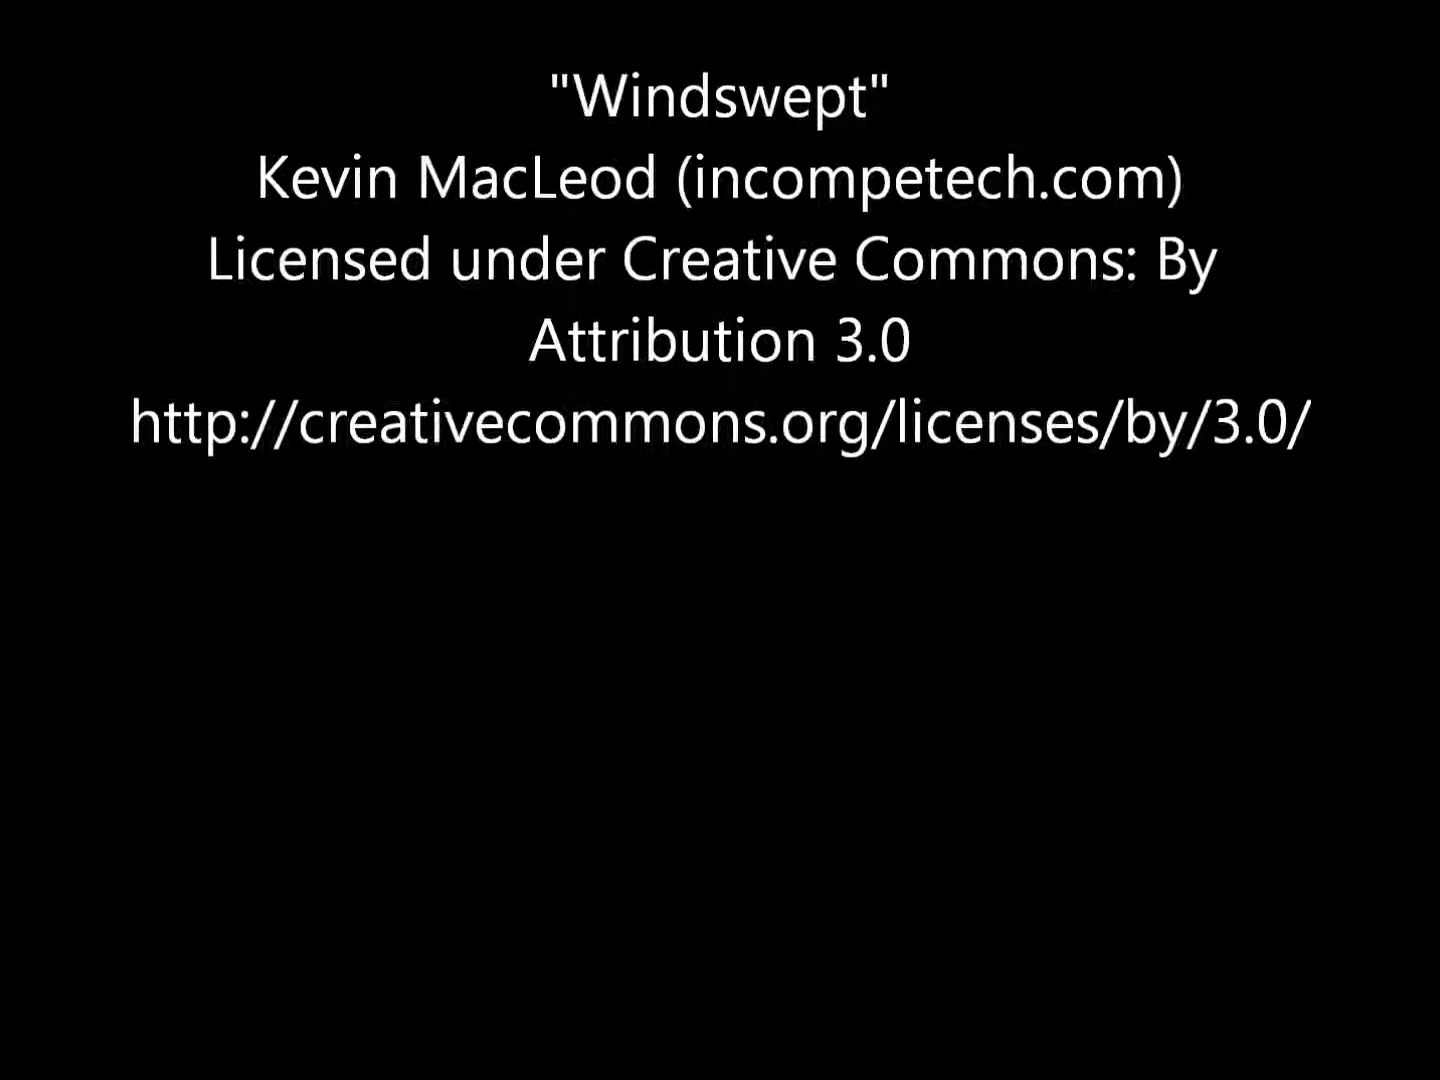 "Windswept"
Kevin MacLeod (incompetech.com)
Licensed under Creative Commons: By
Attribution 3.0
http://creativecommons.org/licenses/by/3.0/